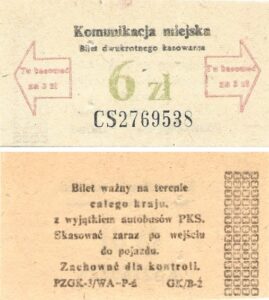 Komunikacja miejska
Bilet dwukrotnego kasowania
Tu kasować
za 3 zł
6 zł
Tu kasować
za 3 zł
CS2769538
Bilet ważny na terenie
całego kraju,
z wyjątkiem autobusów PKS.
Skasować zaraz po wejściu
do pojazdu.
Zachować dla kontroli.
PZGK-3/WA-P-6 GK/B-2